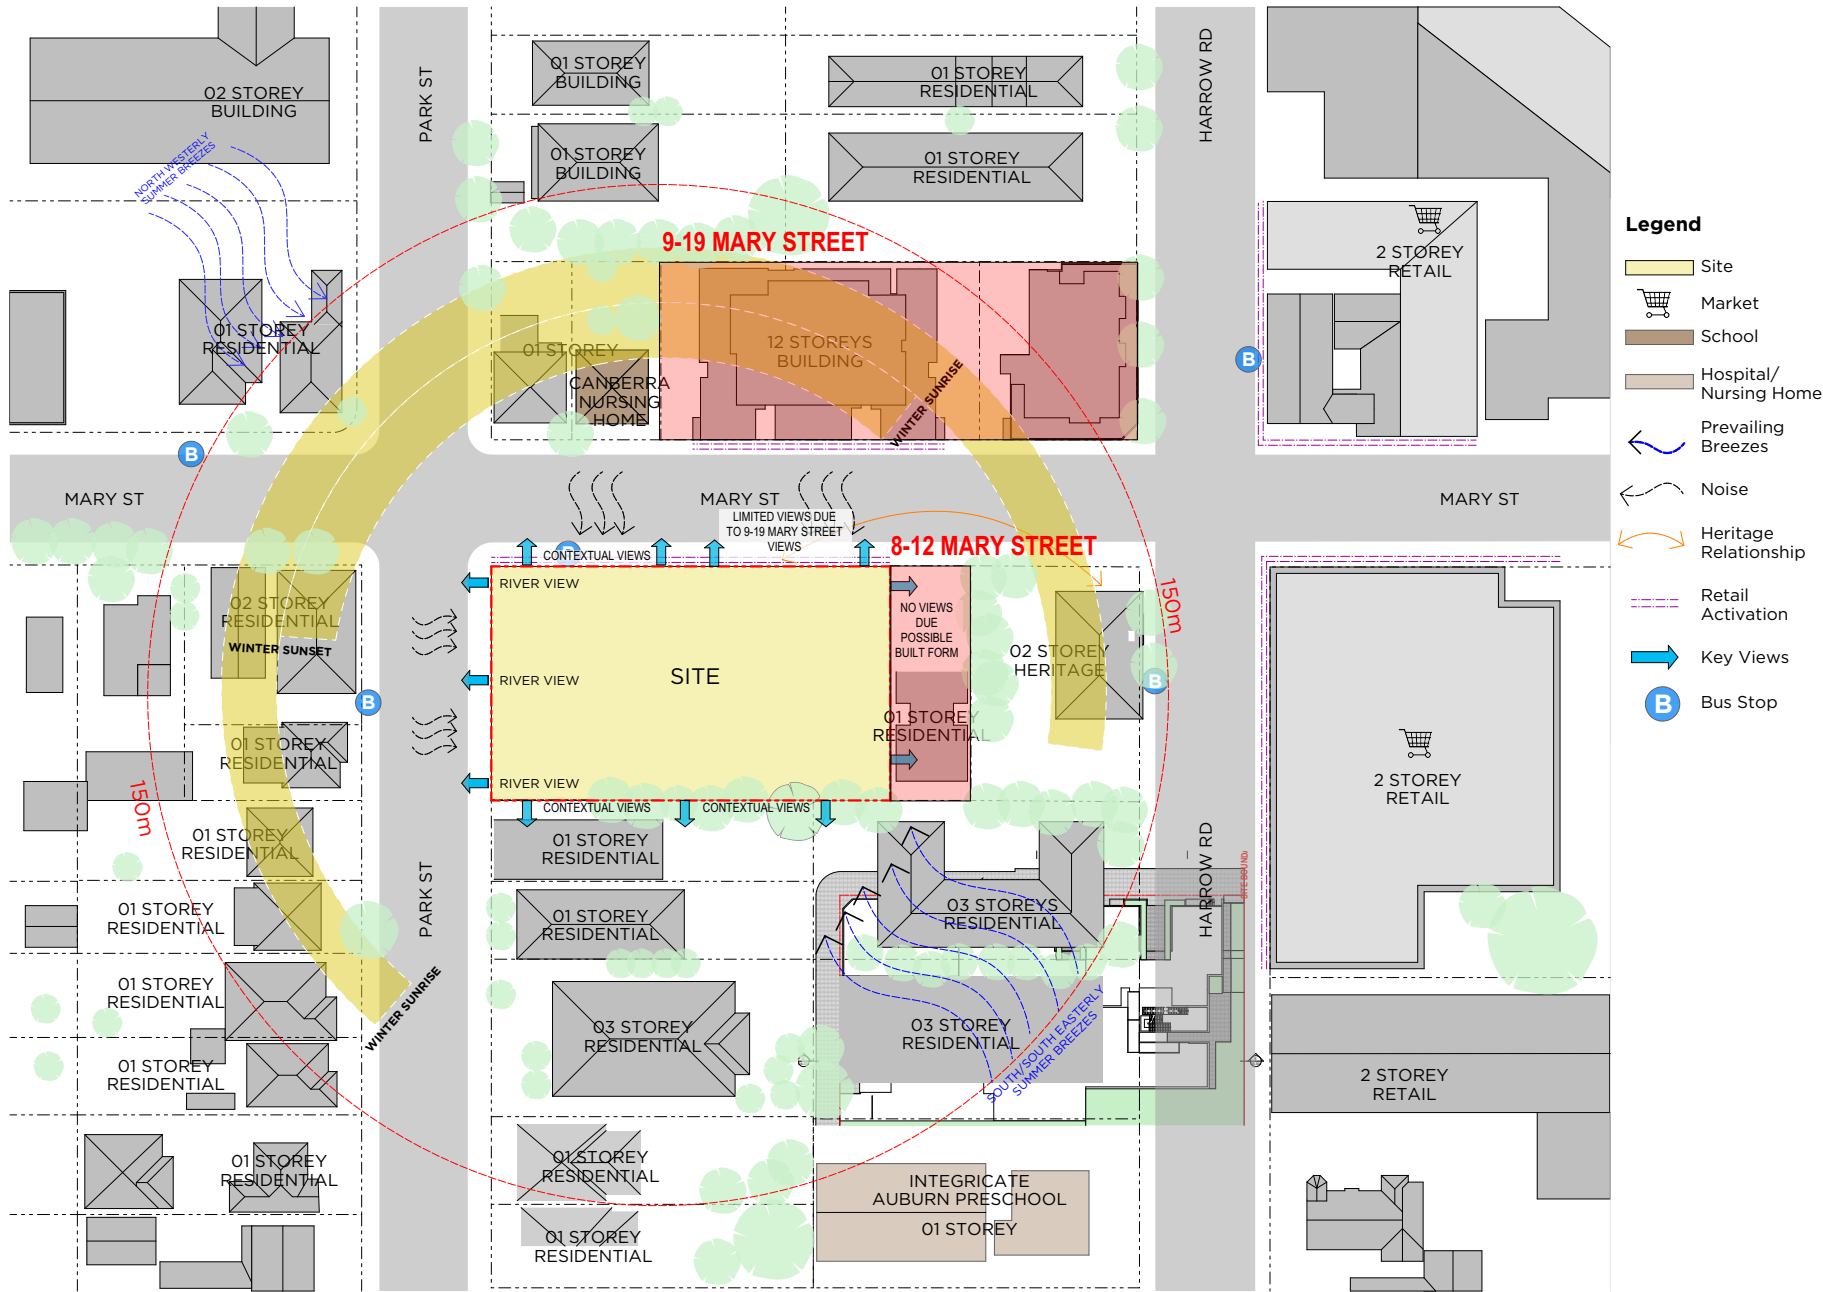 02 STOREY
BUILDING
PARK ST
01 STOREY
BUILDING
01 STOREY
RESIDENTIAL
HARROW RD
NORTH WESTERLY
SUMMER BREEZES
01 STOREY
BUILDING
01 STOREY
RESIDENTIAL
9-19 MARY STREET
2 STOREY
RETAIL
01 STOREY
RESIDENTIAL
01 STOREY
CANBERRA
NURSING
HOME
12 STOREYS
BUILDING
WINTER SUNRISE
B
B
MARY ST
MARY ST
MARY ST
LIMITED VIEWS DUE
TO 9-19 MARY STREET
VIEWS
8-12 MARY STREET
CONTEXTUAL VIEWS
B
RIVER VIEW
RIVER VIEW
RIVER VIEW
SITE
NO VIEWS
DUE
POSSIBLE
BUILT FORM
01 STOREY
RESIDENTIAL
02 STOREY
HERITAGE
150m
B
02 STOREY
RESIDENTIAL
WINTER SUNSET
B
01 STOREY
RESIDENTIAL
150m
CONTEXTUAL VIEWS
CONTEXTUAL VIEWS
2 STOREY
RETAIL
01 STOREY
RESIDENTIAL
01 STOREY
RESIDENTIAL
01 STOREY
RESIDENTIAL
PARK ST
01 STOREY
RESIDENTIAL
03 STOREYS
RESIDENTIAL
HARROW RD
SITE BOUND
01 STOREY
RESIDENTIAL
WINTER SUNRISE
03 STOREY
RESIDENTIAL
03 STOREY
RESIDENTIAL
SOUTH/SOUTH EASTERLY
SUMMER BREEZES
01 STOREY
RESIDENTIAL
2 STOREY
RETAIL
01 STOREY
RESIDENTIAL
01 STOREY
RESIDENTIAL
01 STOREY
RESIDENTIAL
INTEGRICATE
AUBURN PRESCHOOL
01 STOREY
Legend
Site
Market
School
Hospital/
Nursing Home
Prevailing
Breezes
Noise
Heritage
Relationship
Retail
Activation
Key Views
B
Bus Stop